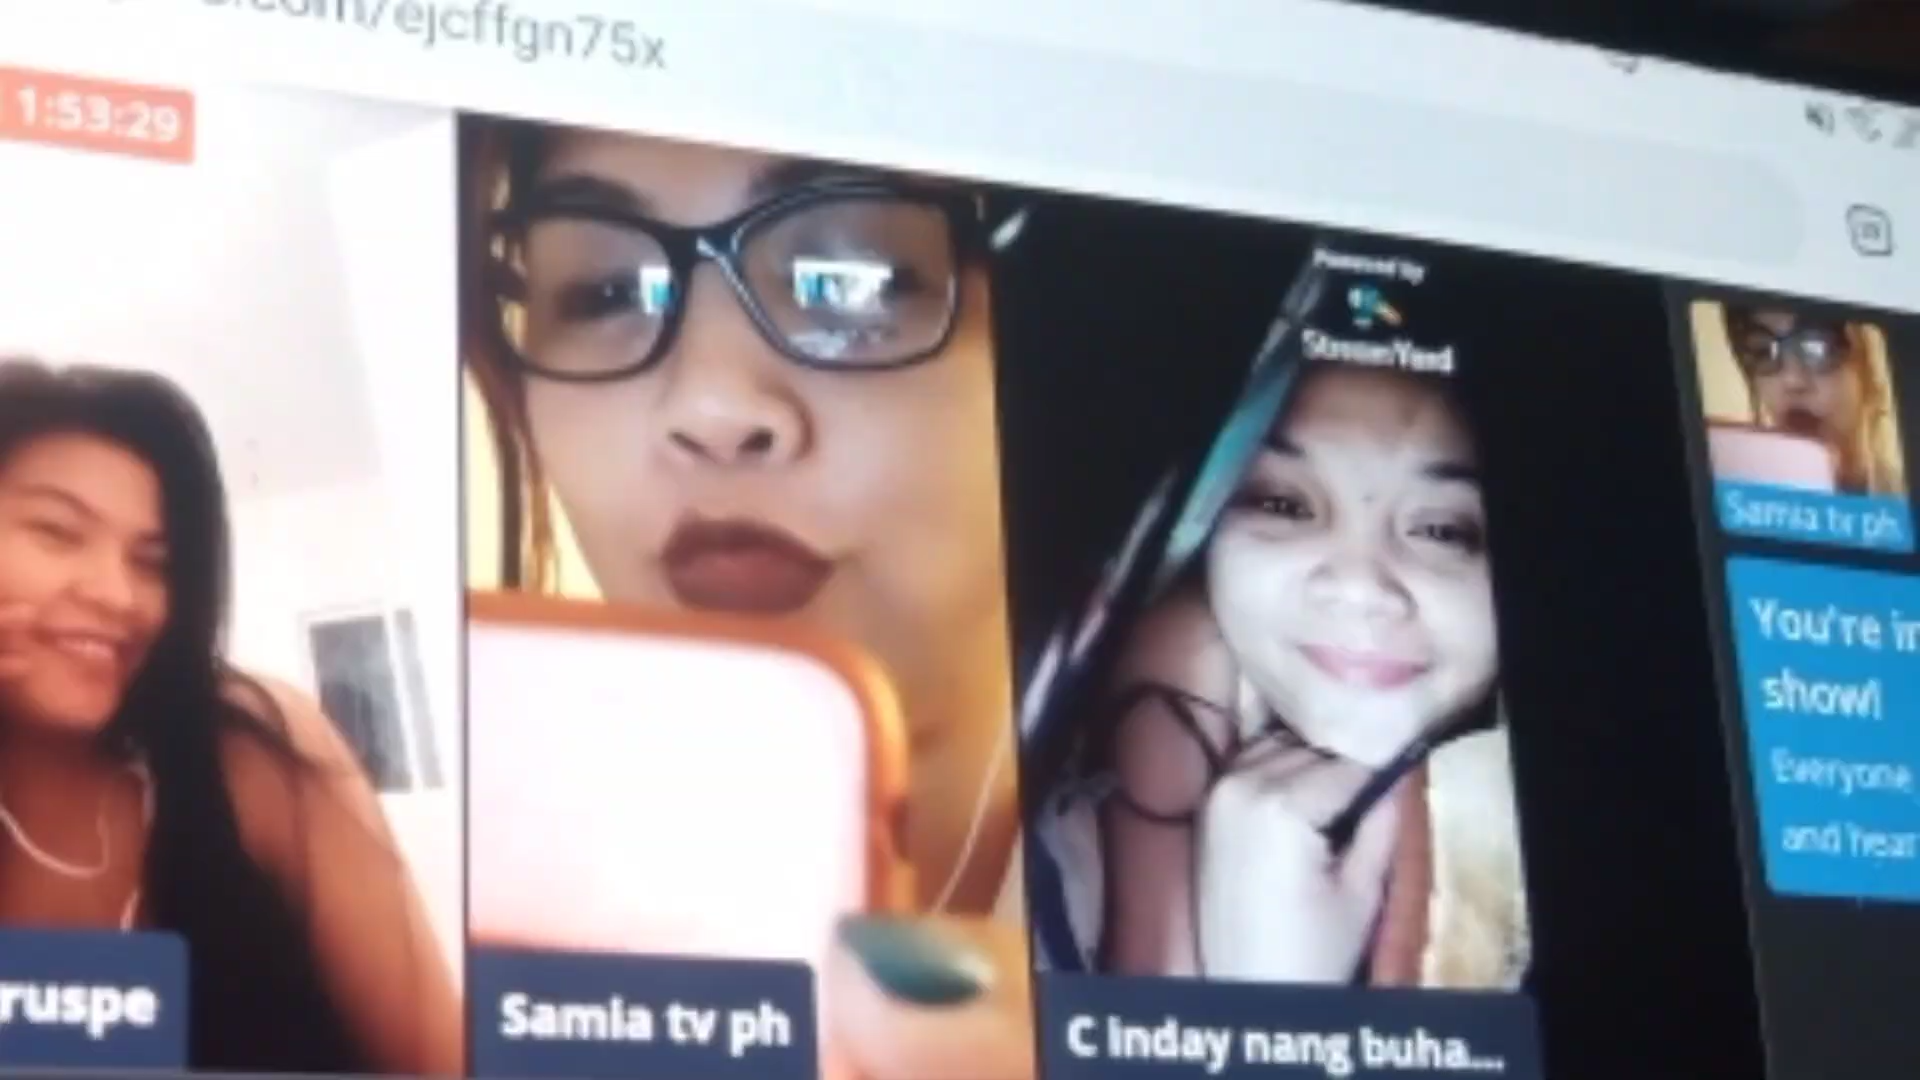 com/ejcffgn75x
1:53:29
Powered by
StreamYard
Samia tv ph
You're in
show!
Everyone
and hear
ruspe
Samia tv ph
C inday nang buha...